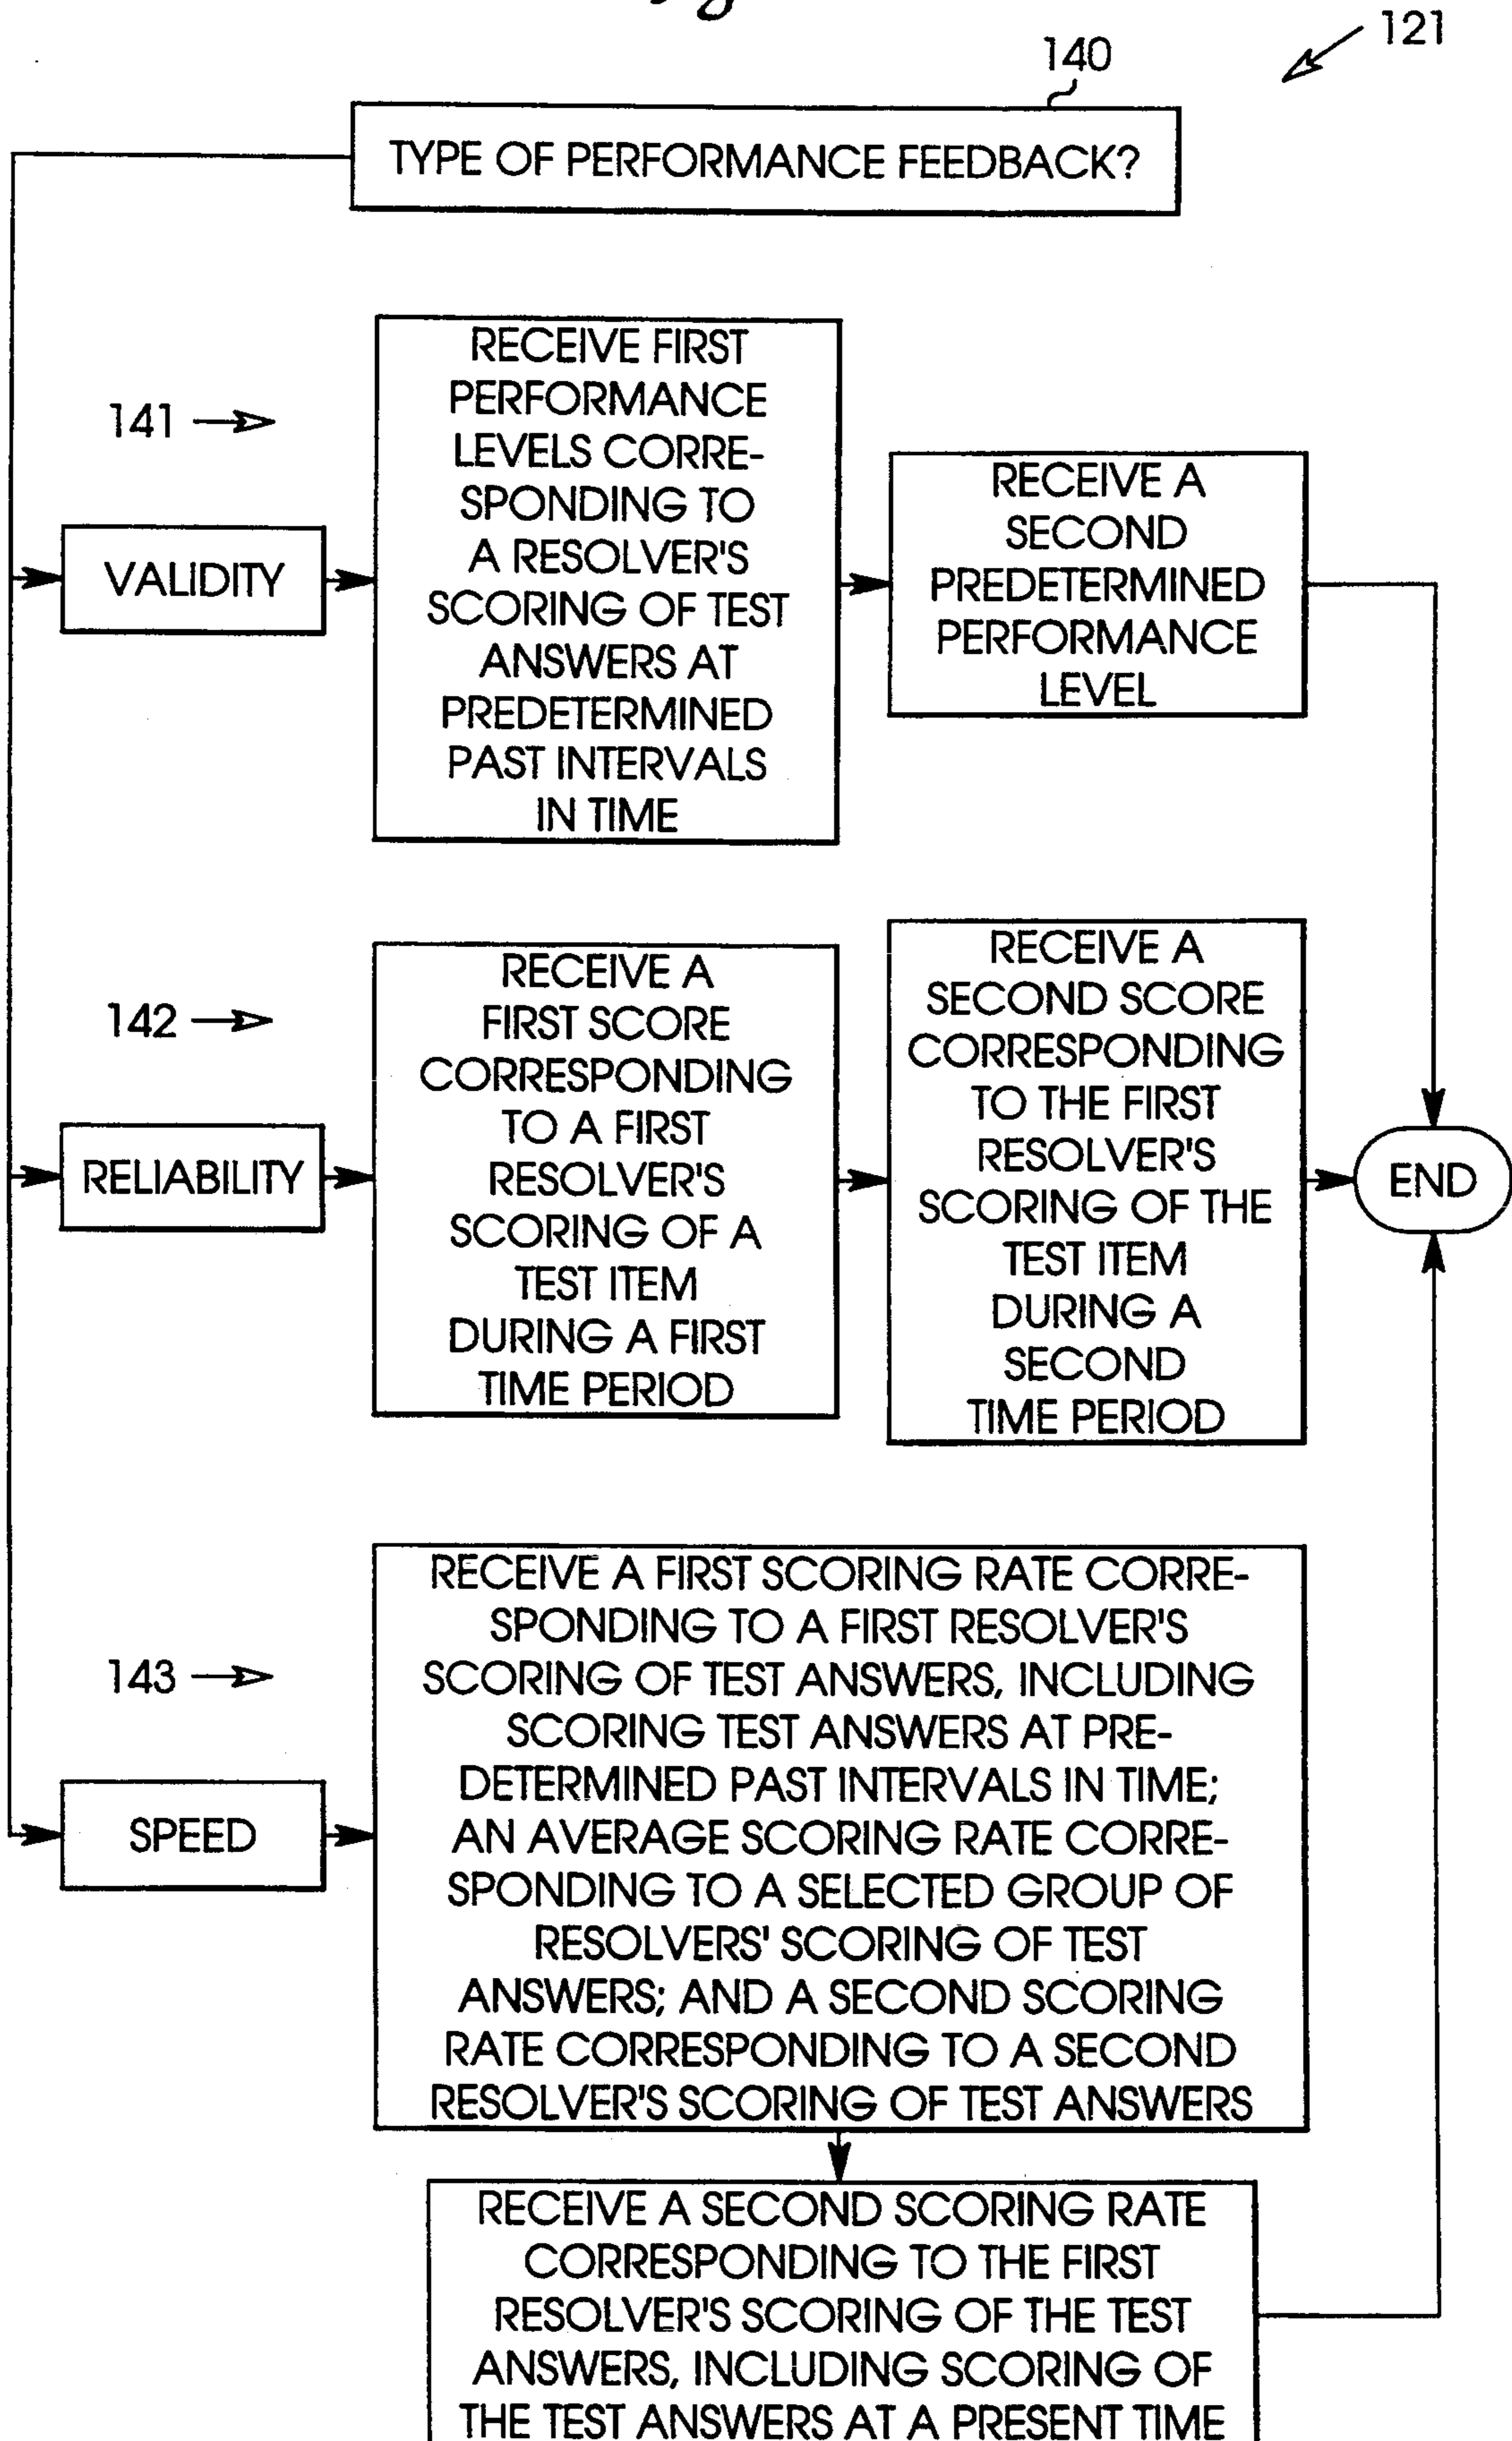 121
140
TYPE OF PERFORMANCE FEEDBACK?
141
VALIDITY
RECEIVE FIRST
PERFORMANCE
LEVELS CORRE-
SPONDING TO
A RESOLVER'S
SCORING OF TEST
ANSWERS AT
PREDETERMINED
PAST INTERVALS
IN TIME
RECEIVE A
SECOND
PREDETERMINED
PERFORMANCE
LEVEL
142
RELIABILITY
RECEIVE A
FIRST SCORE
CORRESPONDING
TO A FIRST
RESOLVER'S
SCORING OF A
TEST ITEM
DURING A FIRST
TIME PERIOD
RECEIVE A
SECOND SCORE
CORRESPONDING
TO THE FIRST
RESOLVER'S
SCORING OF THE
TEST ITEM
DURING A
SECOND
TIME PERIOD
END
143
SPEED
RECEIVE A FIRST SCORING RATE CORRE-
SPONDING TO A FIRST RESOLVER'S
SCORING OF TEST ANSWERS, INCLUDING
SCORING TEST ANSWERS AT PRE-
DETERMINED PAST INTERVALS IN TIME;
AN AVERAGE SCORING RATE CORRE-
SPONDING TO A SELECTED GROUP OF
RESOLVERS' SCORING OF TEST
ANSWERS; AND A SECOND SCORING
RATE CORRESPONDING TO A SECOND
RESOLVER'S SCORING OF TEST ANSWERS
RECEIVE A SECOND SCORING RATE
CORRESPONDING TO THE FIRST
RESOLVER'S SCORING OF THE TEST
ANSWERS, INCLUDING SCORING OF
THE TEST ANSWERS AT A PRESENT TIME